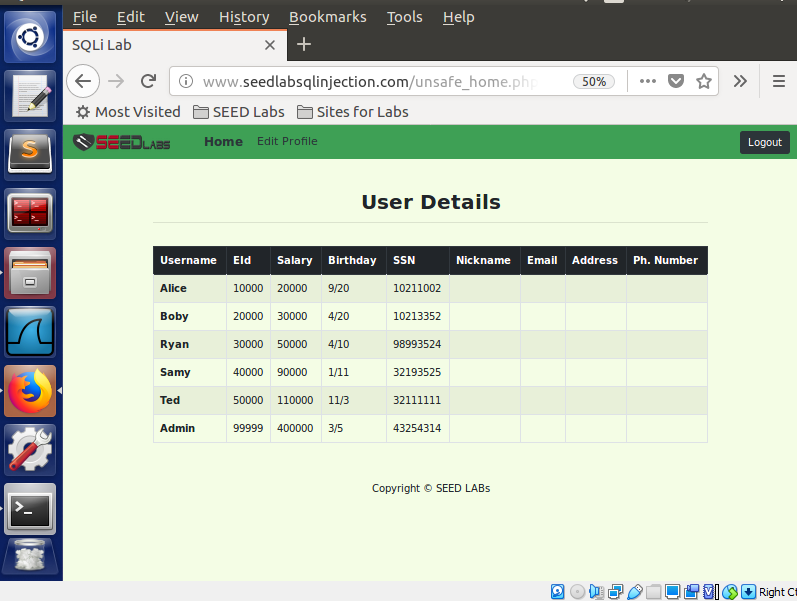 File Edit View History Bookmarks Tools Help
SQLi Lab
www.seedlabsqlinjection.com/unsafe_home.php 50%
Most Visited SEED Labs Sites for Labs
SEEDLABS Home Edit Profile Logout
User Details
Username EId Salary Birthday SSN Nickname Email Address Ph. Number
Alice 10000 20000 9/20 10211002
Boby 20000 30000 4/20 10213352
Ryan 30000 50000 4/10 98993524
Samy 40000 90000 1/11 32193525
Ted 50000 110000 11/3 32111111
Admin 99999 400000 3/5 43254314
Copyright © SEED LABs
Right Ct